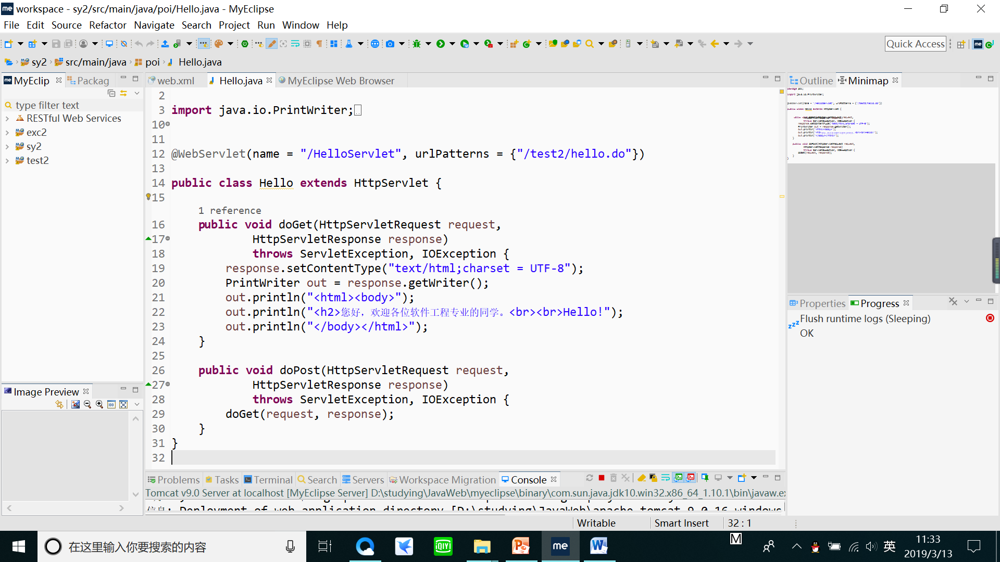 workspace - sy2/src/main/java/poi/Hello.java - MyEclipse
File Edit Source Refactor Navigate Search Project Run Window Help
Quick Access
sy2 src/main/java poi Hello.java
MyEclip Packag
type filter text
RESTful Web Services
exc2
sy2
test2
Image Preview
web.xml Hello.java MyEclipse Web Browser
2
3 import java.io.PrintWriter;
10
11
12 @WebServlet(name = "/HelloServlet", urlPatterns = {"/test2/hello.do"})
13
14 public class Hello extends HttpServlet {
15
1 reference
16 public void doGet(HttpServletRequest request,
17 HttpServletResponse response)
18 throws ServletException, IOException {
19 response.setContentType("text/html;charset = UTF-8");
20 PrintWriter out = response.getWriter();
21 out.println("<html><body>");
22 out.println("<h2>您好，欢迎各位软件工程专业的同学。<br><br>Hello!");
23 out.println("</body></html>");
24 }
25
26 public void doPost(HttpServletRequest request,
27 HttpServletResponse response)
28 throws ServletException, IOException {
29 doGet(request, response);
30 }
31 }
32
Outline Minimap
Properties Progress
Flush runtime logs (Sleeping)
OK
Problems Tasks Terminal Search Servers Workspace Migration Console
Tomcat v9.0 Server at localhost [MyEclipse Server] D:\studying\JavaWeb\myeclipse\binary\com.sun.java.jdk10.win32.x86_64_1.10.1\bin\javaw.ex
信息: Deployment of web application directory [D:\studying\JavaWeb\apache-tomcat-9.0.16-windows
Writable Smart Insert 32 : 1
在这里输入你要搜索的内容
me
M
英
11:33
2019/3/13